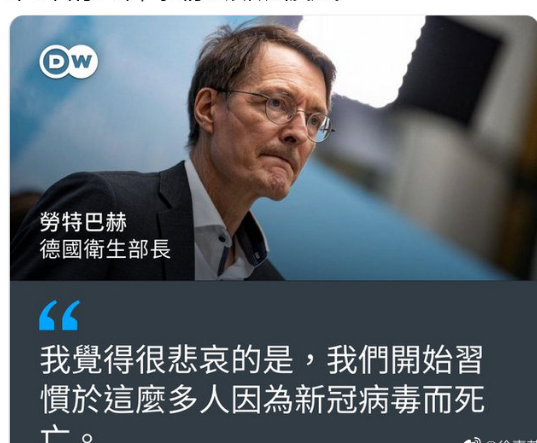 DW
勞特巴赫
德國衛生部長
我覺得很悲哀的是，我們開始習
慣於這麼多人因為新冠病毒而死
亡。